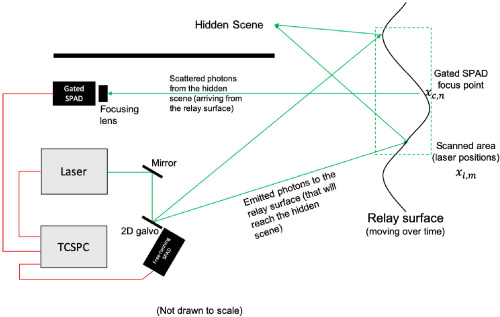 Hidden Scene
Gated
SPAD
Focusing
lens
Scattered photons
from the hidden
scene (arriving from
the relay surface)
Gated SPAD
focus point
x_{c,n}
Scanned area
(laser positions)
x_{l,m}
Laser
Mirror
2D galvo
TCSPC
Free-running
SPAD
Emitted photons to the
relay surface (that will
reach the hidden
scene)
Relay surface
(moving over time)
(Not drawn to scale)